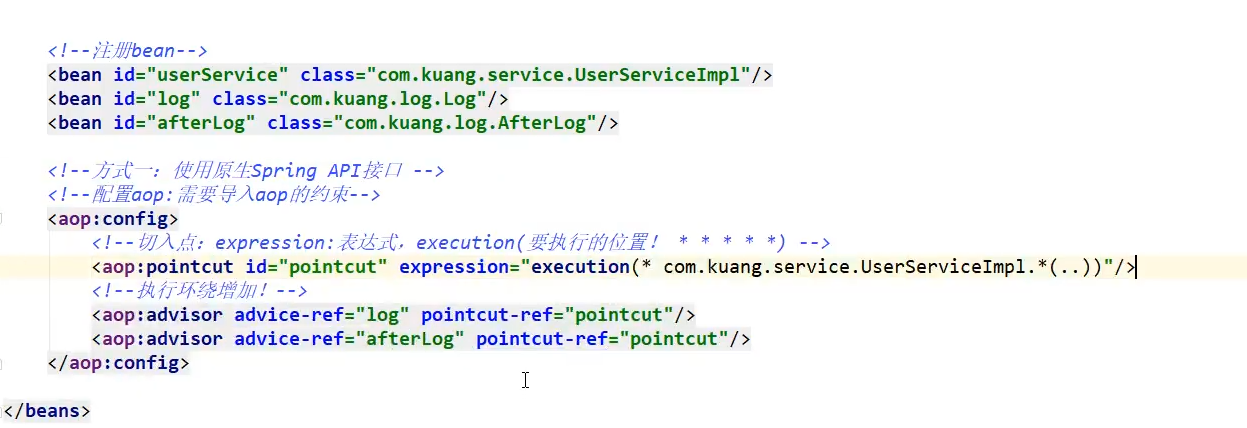 <!--注册bean-->
<bean id="userService" class="com.kuang.service.UserServiceImpl"/>
<bean id="log" class="com.kuang.log.Log"/>
<bean id="afterLog" class="com.kuang.log.AfterLog"/>
<!--方式一：使用原生Spring API接口 -->
<!--配置aop:需要导入aop的约束-->
<aop:config>
<!--切入点：expression:表达式，execution(要执行的位置！ * * * * *) -->
<aop:pointcut id="pointcut" expression="execution(* com.kuang.service.UserServiceImpl.*(..))"/>
<!--执行环绕增加！-->
<aop:advisor advice-ref="log" pointcut-ref="pointcut"/>
<aop:advisor advice-ref="afterLog" pointcut-ref="pointcut"/>
</aop:config>
</beans>